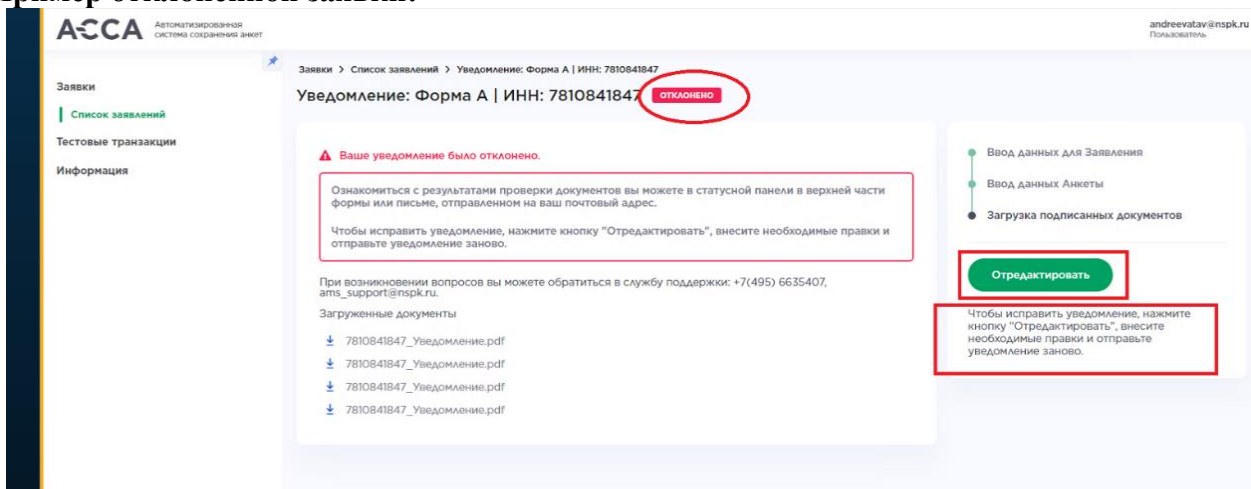 Пример отклоненной заявки:
АССА
Автоматизированная
система сохранения анкет
andreevatav@nspk.ru
Пользователь
Заявки
Список заявлений
Тестовые транзакции
Информация
Заявки > Список заявлений > Уведомление: Форма А | ИНН: 7810841847
Уведомление: Форма А | ИНН: 7810841847 ОТКЛОНЕНО
Ваше уведомление было отклонено.
Ознакомиться с результатами проверки документов вы можете в статусной панели в верхней части
формы или письме, отправленном на ваш почтовый адрес.
Чтобы исправить уведомление, нажмите кнопку "Отредактировать", внесите необходимые правки и
отправьте уведомление заново.
При возникновении вопросов вы можете обратиться в службу поддержки: +7(495) 6635407,
ams_support@nspk.ru.
Загруженные документы
7810841847_Уведомление.pdf
7810841847_Уведомление.pdf
7810841847_Уведомление.pdf
7810841847_Уведомление.pdf
Ввод данных для Заявления
Ввод данных Анкеты
Загрузка подписанных документов
Отредактировать
Чтобы исправить уведомление, нажмите
кнопку "Отредактировать", внесите
необходимые правки и отправьте
уведомление заново.